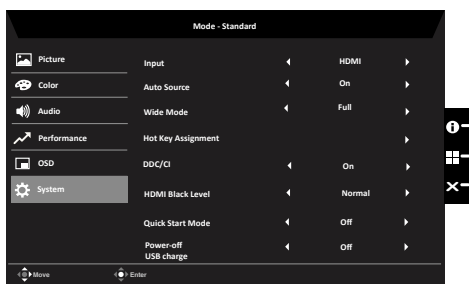 Mode - Standard
Picture
Color
Audio
Performance
OSD
System
Input HDMI
Auto Source On
Wide Mode Full
Hot Key Assignment
DDC/CI On
HDMI Black Level Normal
Quick Start Mode Off
Power-off Off
USB charge
Move Enter